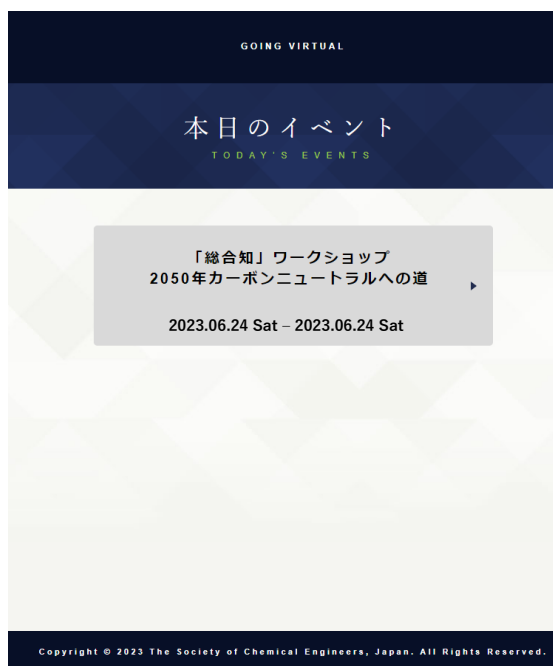 GOING VIRTUAL
本日のイベント
TODAY'S EVENTS
「総合知」ワークショップ
2050年カーボンニュートラルへの道
2023.06.24 Sat – 2023.06.24 Sat
Copyright © 2023 The Society of Chemical Engineers, Japan. All Rights Reserved.